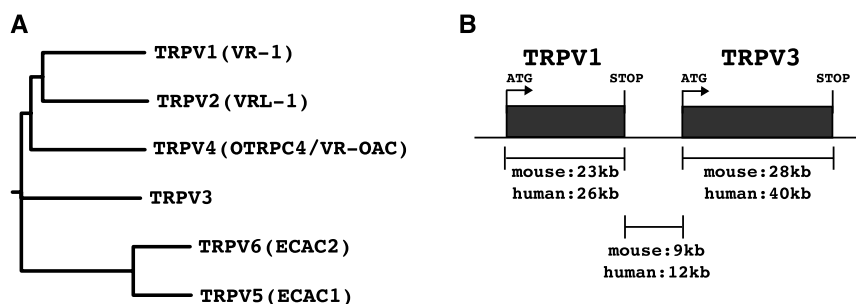 A
TRPV1(VR-1)
TRPV2(VRL-1)
TRPV4(OTRPC4/VR-OAC)
TRPV3
TRPV6(ECAC2)
TRPV5(ECAC1)
B
TRPV1 TRPV3
ATG STOP ATG STOP
mouse:23kb mouse:28kb
human:26kb human:40kb
mouse:9kb
human:12kb